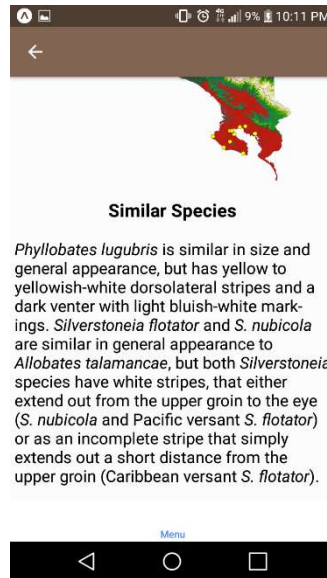 9% 10:11 PM
Similar Species
Phyllobates lugubris is similar in size and
general appearance, but has yellow to
yellowish-white dorsolateral stripes and a
dark venter with light bluish-white mark-
ings. Silverstoneia flotator and S. nubicola
are similar in general appearance to
Allobates talamancae, but both Silverstoneia
species have white stripes, that either
extend out from the upper groin to the eye
(S. nubicola and Pacific versant S. flotator)
or as an incomplete stripe that simply
extends out a short distance from the
upper groin (Caribbean versant S. flotator).
Menu